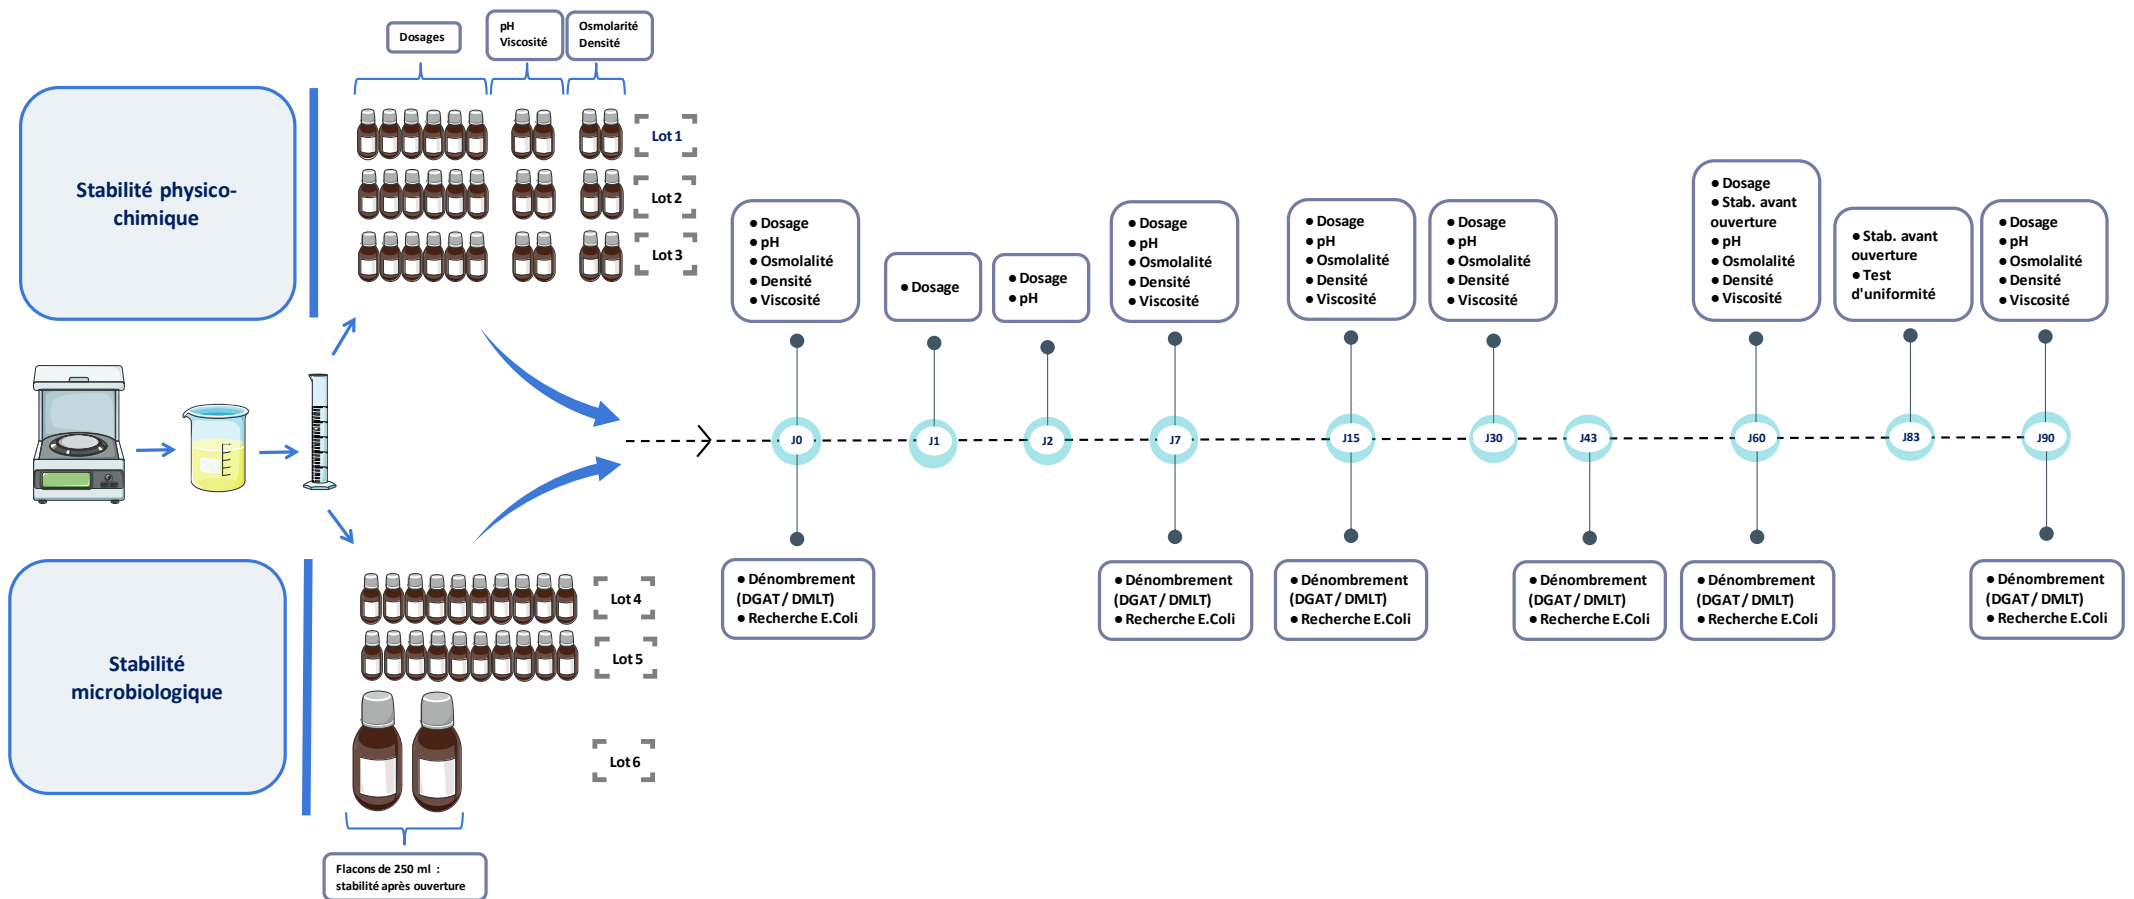 Dosages
pH
Viscosité
Osmolarité
Densité
Stabilité physico-
chimique
Lot 1
Lot 2
Lot 3
● Dosage
● pH
● Osmolalité
● Densité
● Viscosité
● Dosage
● Dosage
● pH
● Dosage
● pH
● Osmolalité
● Densité
● Viscosité
● Dosage
● pH
● Osmolalité
● Densité
● Viscosité
● Dosage
● pH
● Osmolalité
● Densité
● Viscosité
● Dosage
● Stab. avant
ouverture
● pH
● Osmolalité
● Densité
● Viscosité
● Stab. avant
ouverture
● Test
d'uniformité
● Dosage
● pH
● Osmolalité
● Densité
● Viscosité
J0
J1
J2
J7
J15
J30
J43
J60
J83
J90
Stabilité
microbiologique
Lot 4
Lot 5
Lot 6
Flacons de 250 ml :
stabilité après ouverture
● Dénombrement
(DGAT / DMLT)
● Recherche E.Coli
● Dénombrement
(DGAT / DMLT)
● Recherche E.Coli
● Dénombrement
(DGAT / DMLT)
● Recherche E.Coli
● Dénombrement
(DGAT / DMLT)
● Recherche E.Coli
● Dénombrement
(DGAT / DMLT)
● Recherche E.Coli
● Dénombrement
(DGAT / DMLT)
● Recherche E.Coli